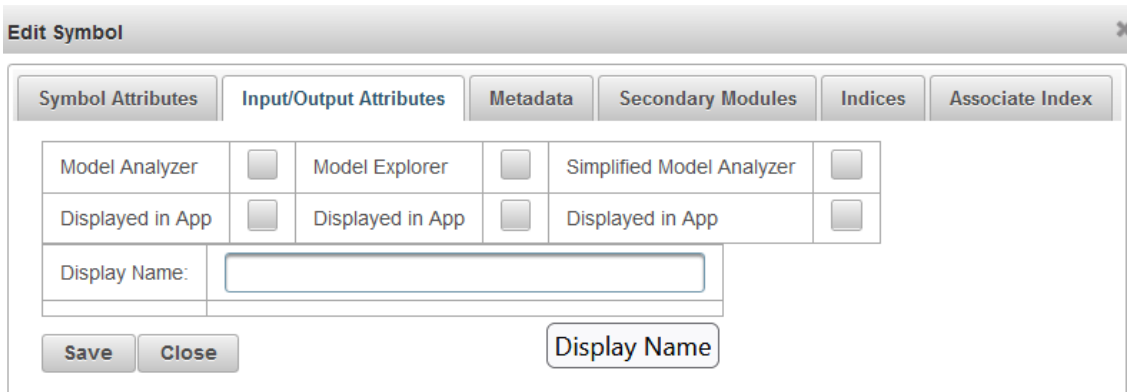 Edit Symbol
Symbol Attributes Input/Output Attributes Metadata Secondary Modules Indices Associate Index
Model Analyzer Model Explorer Simplified Model Analyzer
Displayed in App Displayed in App Displayed in App
Display Name:
Save Close Display Name